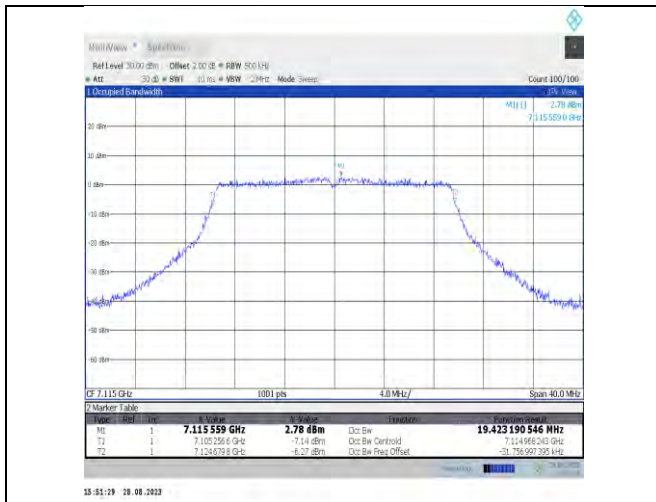 MultiView Spectrum
Ref Level 30.00 dBm Offset 2.00 dB RBW 500 kHz
Att 30 dB SWT 10 ms VBW 2 MHz Mode Sweep Count 100/100
1 Occupied Bandwidth
M1[1] 2.78 dBm
7.115 559 0 GHz
20 dBm
10 dBm
M1
0 dBm
-10 dBm
-20 dBm
-30 dBm
-40 dBm
-50 dBm
-60 dBm
CF 7.115 GHz 1001 pts 4.0 MHz/ Span 40.0 MHz
2 Marker Table
Type Ref Trc X-Value Y-Value Function Function Result
M1 1 7.115 559 GHz 2.78 dBm Occ Bw 19.423 190 546 MHz
T1 1 7.105 256 6 GHz -7.14 dBm Occ Bw Centroid 7.114 968 243 GHz
T2 1 7.124 679 8 GHz -6.27 dBm Occ Bw Freq Offset -31.756 997 395 kHz
15:51:29 28.08.2023